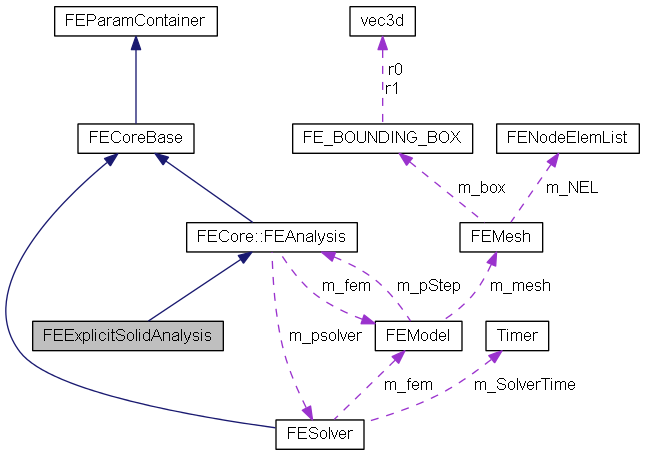 FEParamContainer
vec3d
r0
r1
FECoreBase
FE_BOUNDING_BOX
FENodeElemList
m_box
m_NEL
FECore::FEAnalysis
FEMesh
m_fem
m_pStep
m_mesh
FEExplicitSolidAnalysis
m_psolver
FEModel
Timer
m_fem
m_SolverTime
FESolver